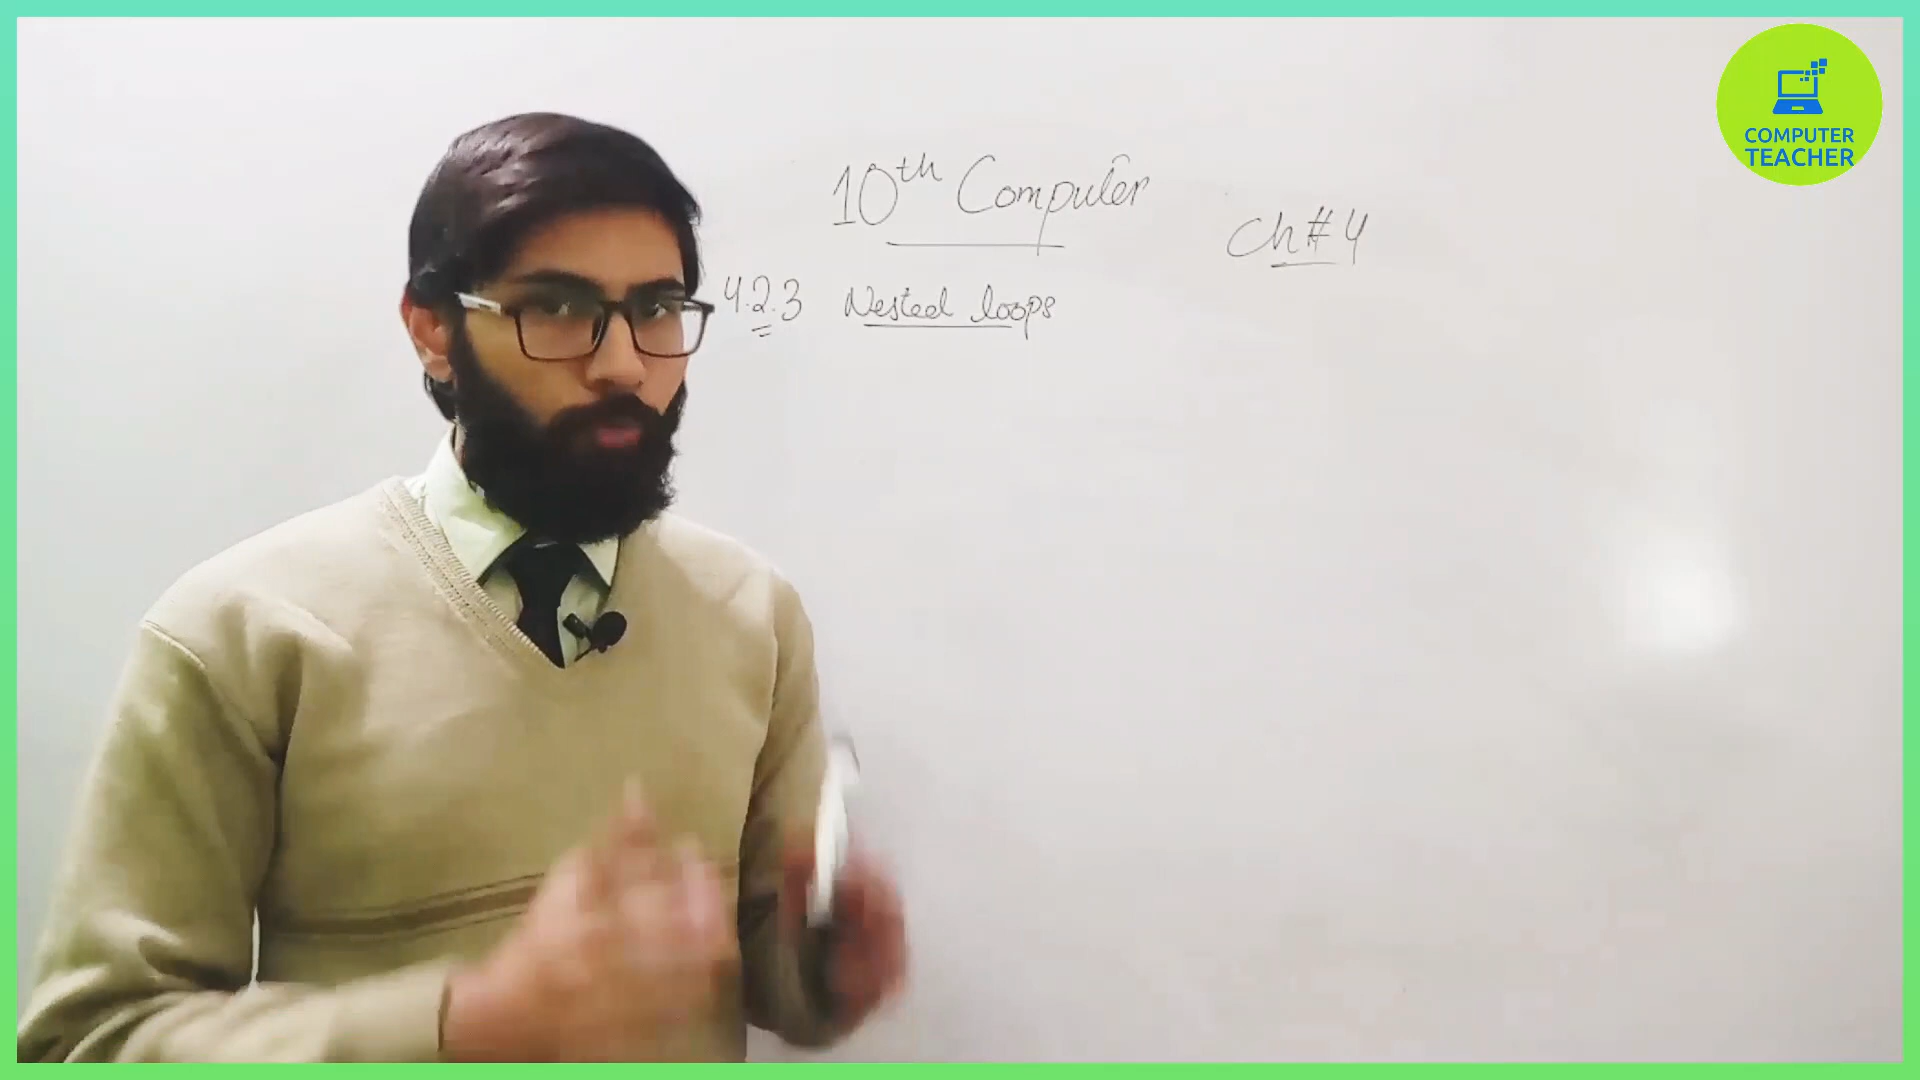 10th Computer
Ch # 4
4.2.3 Nested loops
COMPUTER
TEACHER